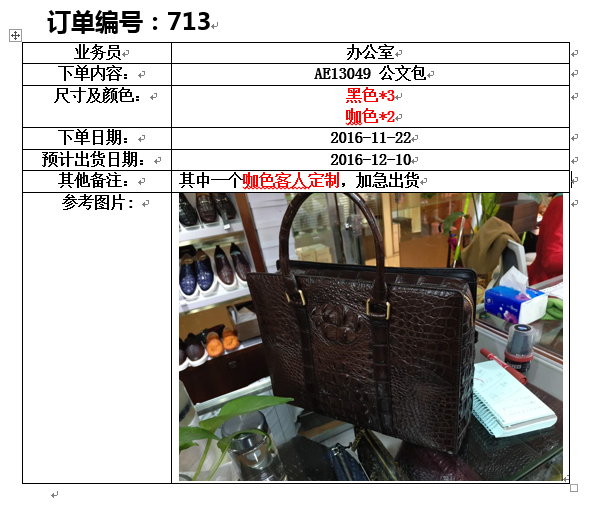 订单编号：713
业务员 办公室
下单内容： AE13049 公文包
尺寸及颜色： 黑色*3
咖色*2
下单日期： 2016-11-22
预计出货日期： 2016-12-10
其他备注： 其中一个咖色客人定制，加急出货
参考图片：